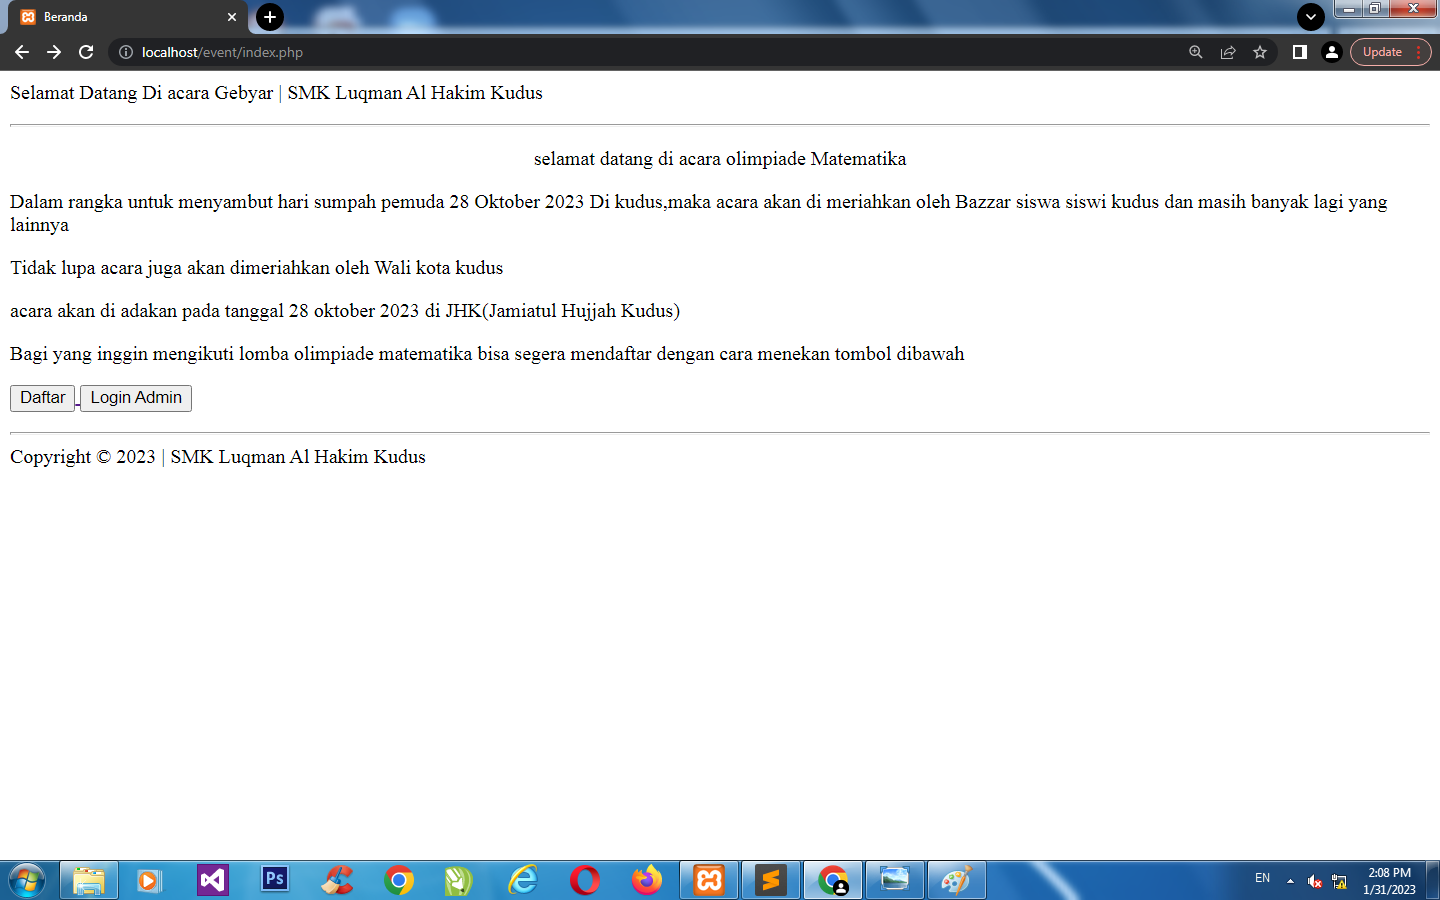 Beranda
localhost/event/index.php
Update
Selamat Datang Di acara Gebyar | SMK Luqman Al Hakim Kudus
selamat datang di acara olimpiade Matematika
Dalam rangka untuk menyambut hari sumpah pemuda 28 Oktober 2023 Di kudus,maka acara akan di meriahkan oleh Bazzar siswa siswi kudus dan masih banyak lagi yang
lainnya
Tidak lupa acara juga akan dimeriahkan oleh Wali kota kudus
acara akan di adakan pada tanggal 28 oktober 2023 di JHK(Jamiatul Hujjah Kudus)
Bagi yang inggin mengikuti lomba olimpiade matematika bisa segera mendaftar dengan cara menekan tombol dibawah
Daftar Login Admin
Copyright © 2023 | SMK Luqman Al Hakim Kudus
Ps
EN
2:08 PM
1/31/2023